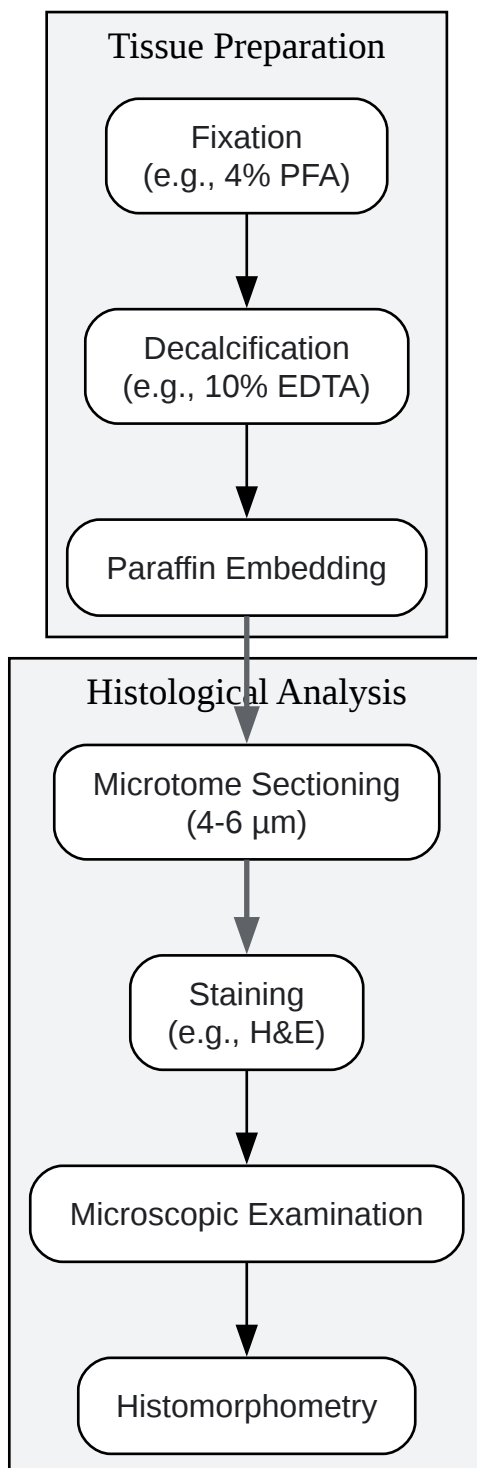 Tissue Preparation
Fixation
(e.g., 4% PFA)
Decalcification
(e.g., 10% EDTA)
Paraffin Embedding
Histological Analysis
Microtome Sectioning
(4-6 µm)
Staining
(e.g., H&E)
Microscopic Examination
Histomorphometry